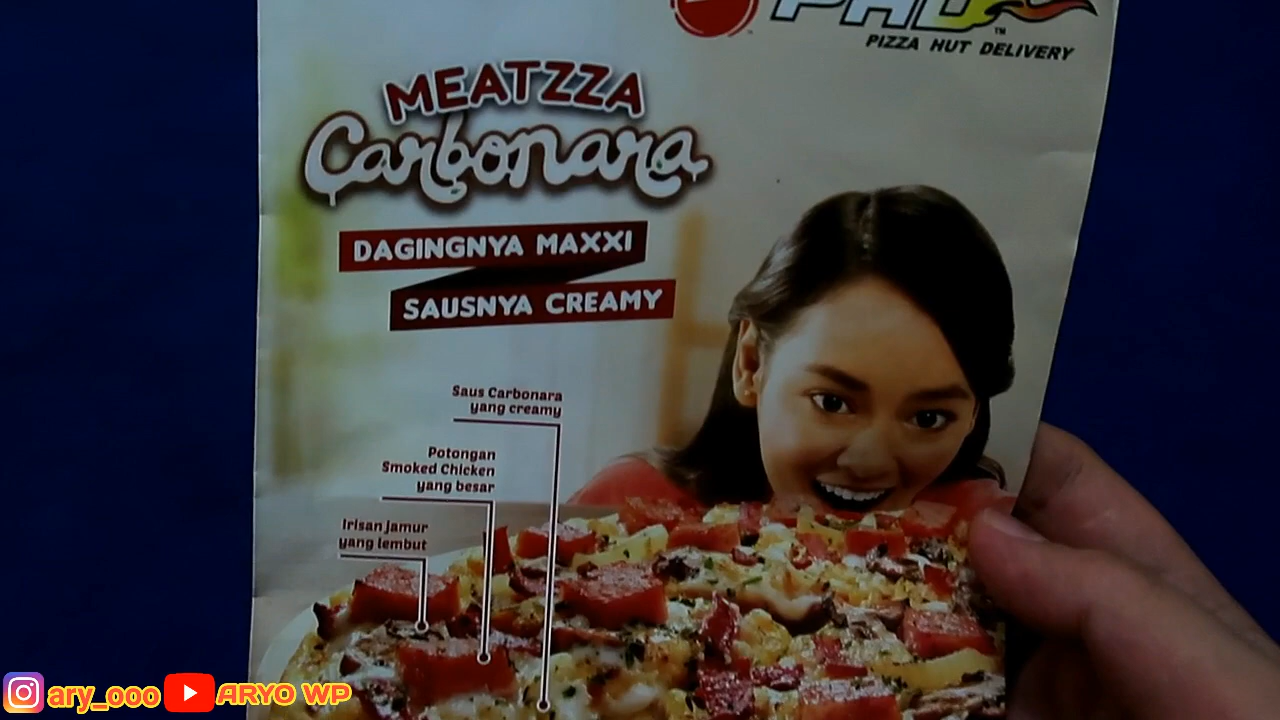 PHD
PIZZA HUT DELIVERY
MEATZZA
Carbonara
DAGINGNYA MAXXI
SAUSNYA CREAMY
Saus Carbonara
yang creamy
Potongan
Smoked Chicken
yang besar
Irisan Jamur
yang lembut
ary_ooo ARYO WP